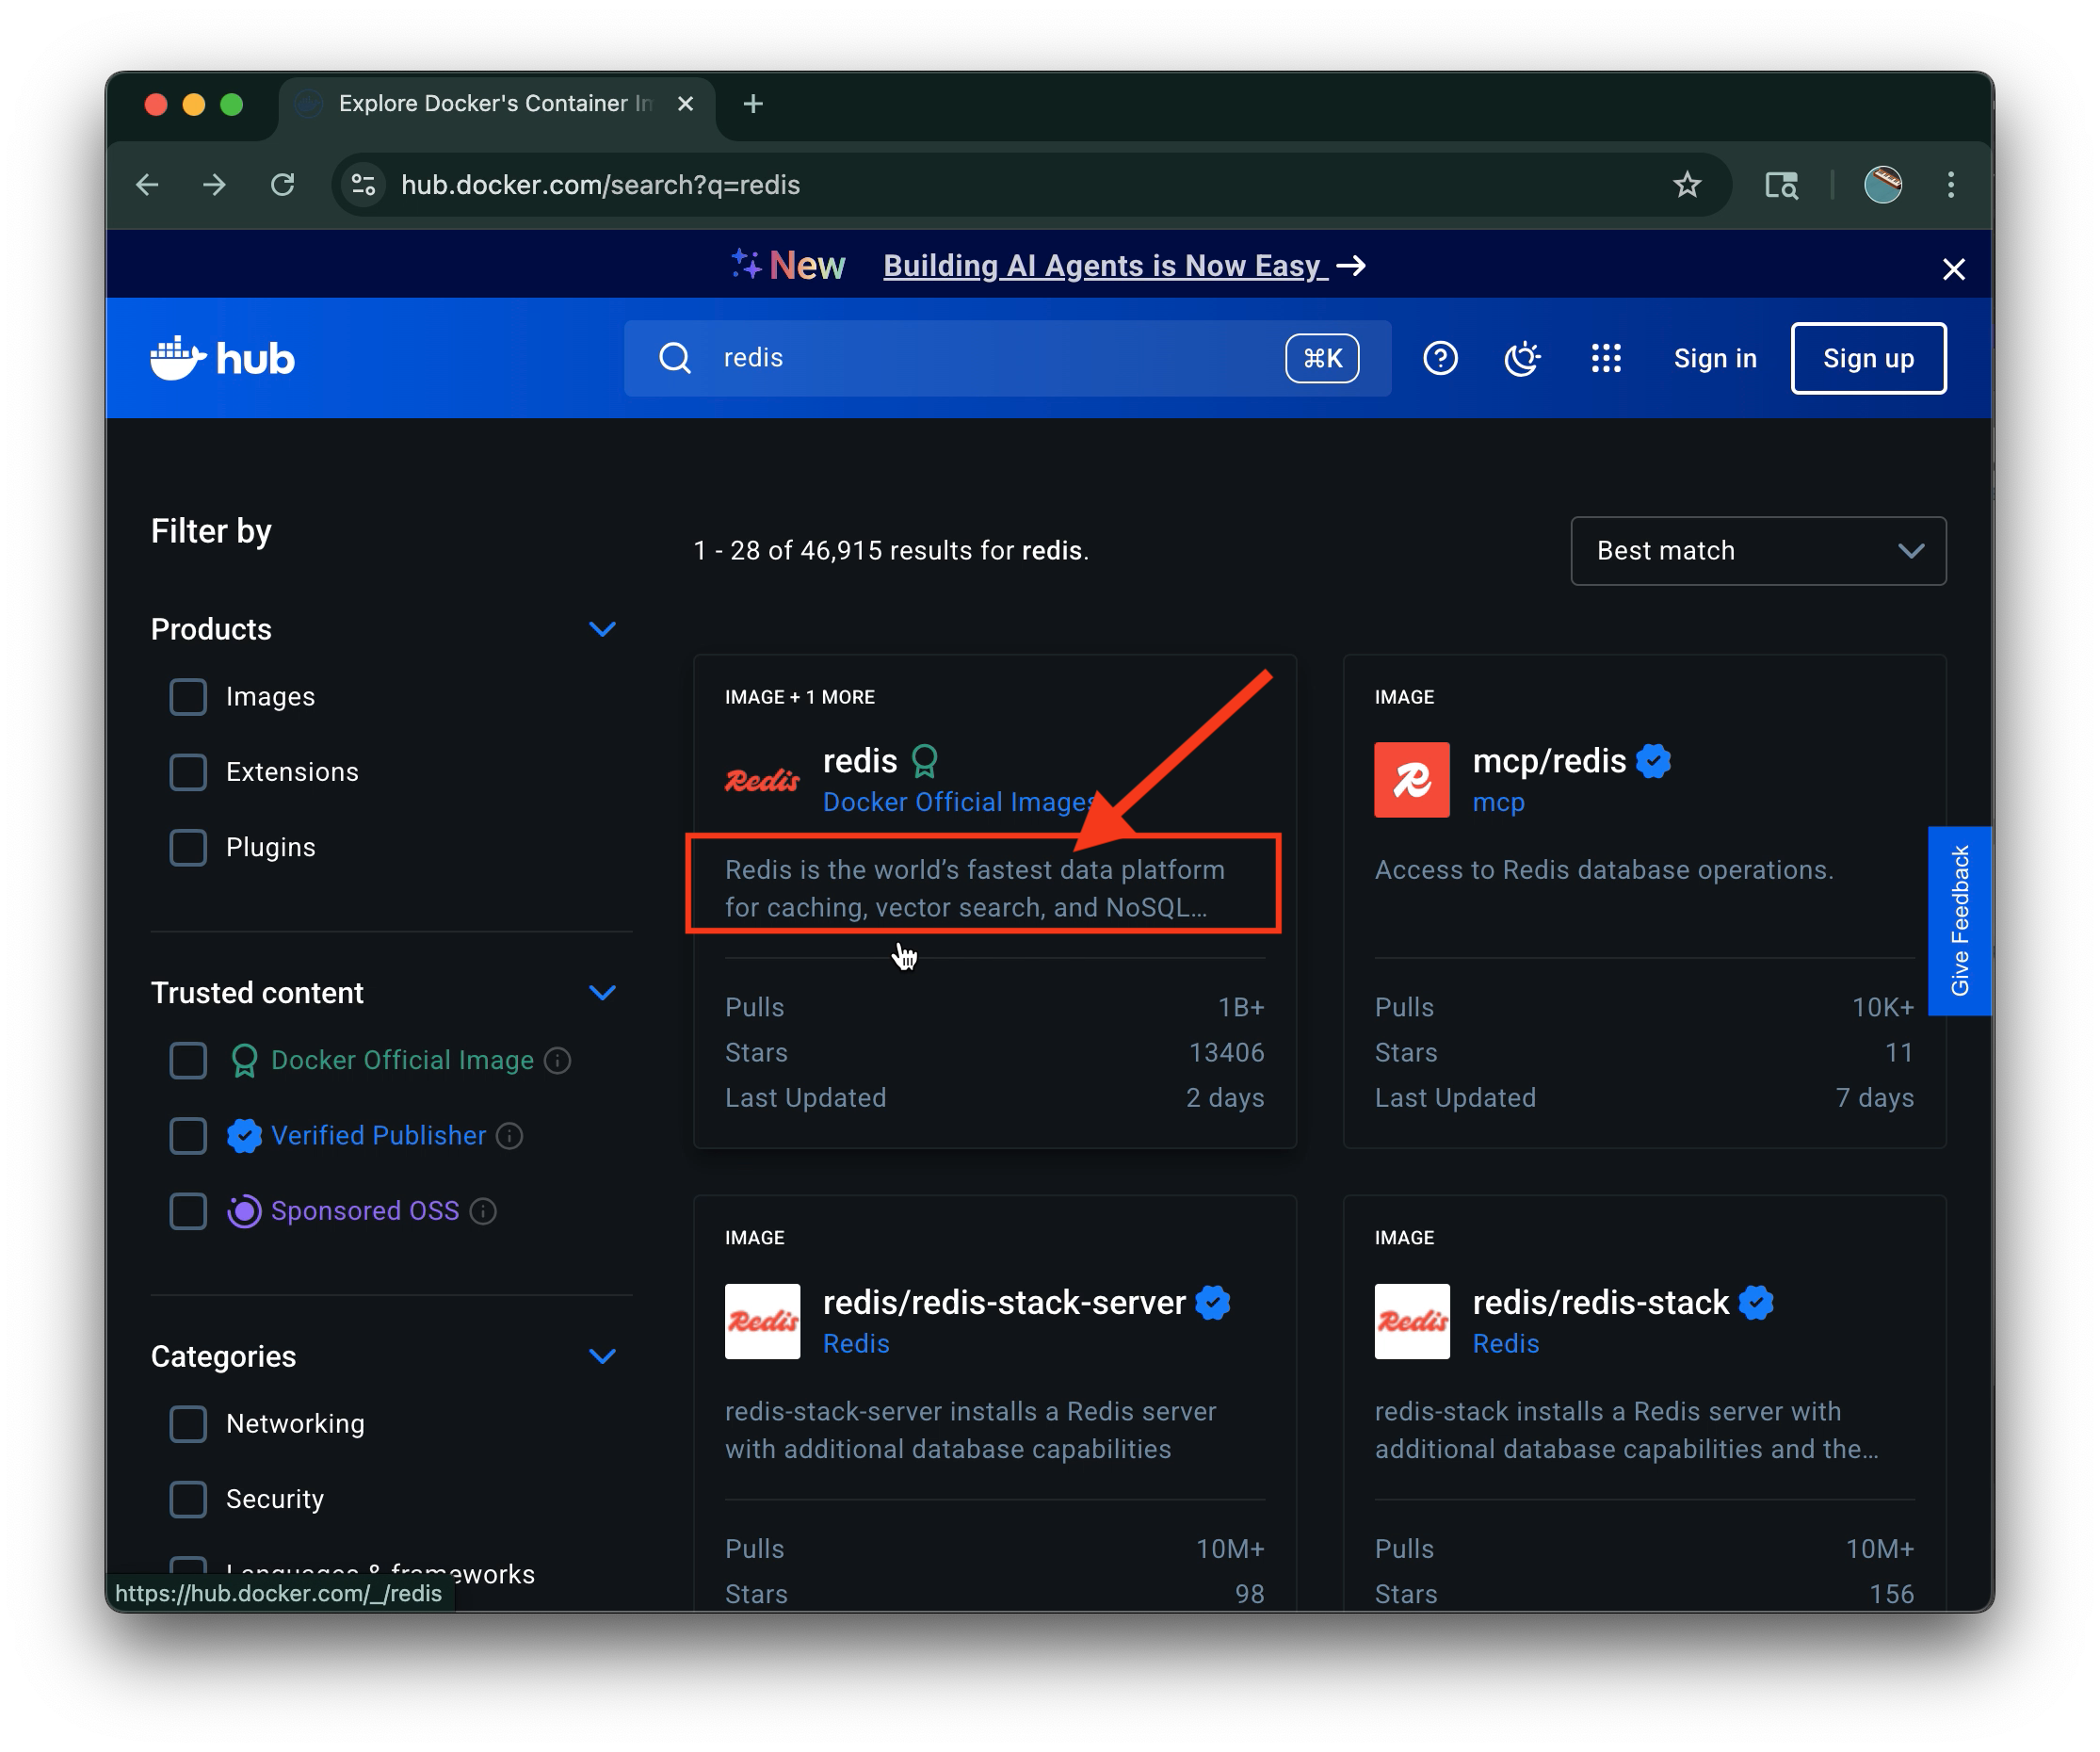 Explore Docker's Container Im
hub.docker.com/search?q=redis
New Building AI Agents is Now Easy →
hub
redis
⌘K
Sign in
Sign up
Filter by
Products
Images
Extensions
Plugins
Trusted content
Docker Official Image
Verified Publisher
Sponsored OSS
Categories
Networking
Security
Languages & frameworks
https://hub.docker.com/_/redis
1 - 28 of 46,915 results for redis.
Best match
IMAGE + 1 MORE
Redis
redis
Docker Official Images
Redis is the world’s fastest data platform
for caching, vector search, and NoSQL…
Pulls 1B+
Stars 13406
Last Updated 2 days
IMAGE
mcp/redis
mcp
Access to Redis database operations.
Pulls 10K+
Stars 11
Last Updated 7 days
IMAGE
Redis
redis/redis-stack-server
Redis
redis-stack-server installs a Redis server
with additional database capabilities
Pulls 10M+
Stars 98
IMAGE
Redis
redis/redis-stack
Redis
redis-stack installs a Redis server with
additional database capabilities and the…
Pulls 10M+
Stars 156
Give Feedback